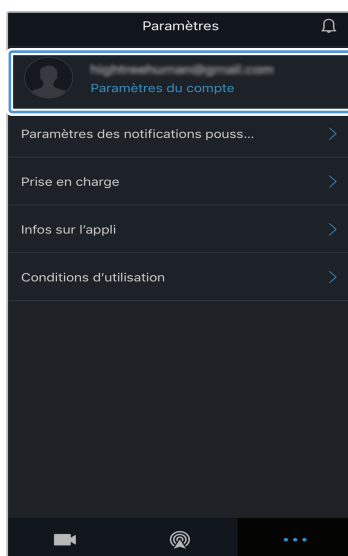 Paramètres
Paramètres du compte
Paramètres des notifications pouss...
Prise en charge
Infos sur l'appli
Conditions d'utilisation